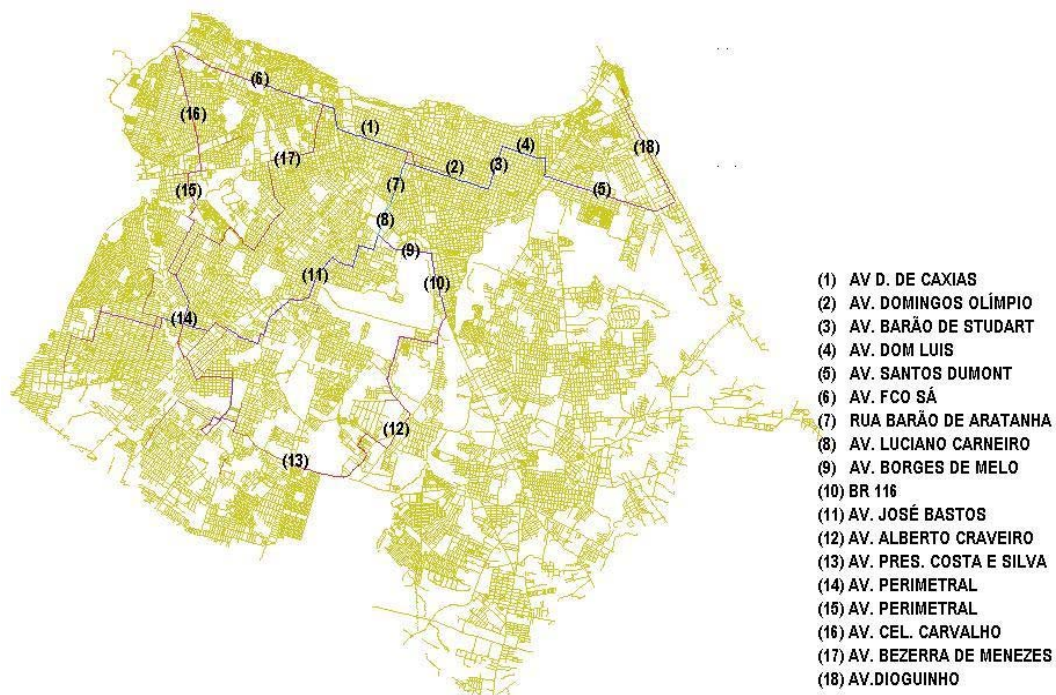 (6)
(16)
(1)
(18)
(4)
(17)
(3)
(2)
(7)
(15)
(5)
(8)
(9)
(11)
(10)
(14)
(12)
(13)
(1) AV D. DE CAXIAS
(2) AV. DOMINGOS OLÍMPIO
(3) AV. BARÃO DE STUDART
(4) AV. DOM LUIS
(5) AV. SANTOS DUMONT
(6) AV. FCO SÁ
(7) RUA BARÃO DE ARATANHA
(8) AV. LUCIANO CARNEIRO
(9) AV. BORGES DE MELO
(10) BR 116
(11) AV. JOSÉ BASTOS
(12) AV. ALBERTO CRAVEIRO
(13) AV. PRES. COSTA E SILVA
(14) AV. PERIMETRAL
(15) AV. PERIMETRAL
(16) AV. CEL. CARVALHO
(17) AV. BEZERRA DE MENEZES
(18) AV.DIOGUINHO